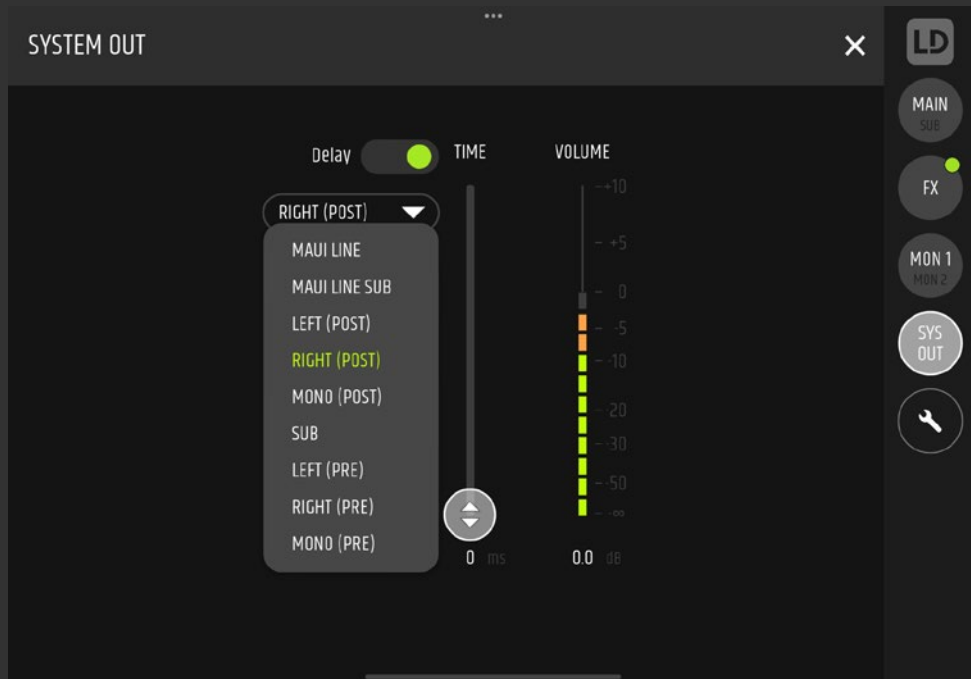 SYSTEM OUT
LD
MAIN
SUB
FX
MON 1
MON 2
SYS
OUT
Delay
TIME
VOLUME
RIGHT (POST)
MAUI LINE
MAUI LINE SUB
LEFT (POST)
RIGHT (POST)
MONO (POST)
SUB
LEFT (PRE)
RIGHT (PRE)
MONO (PRE)
+10
+5
0
-5
-10
-20
-30
-50
-∞
0 ms
0.0 dB